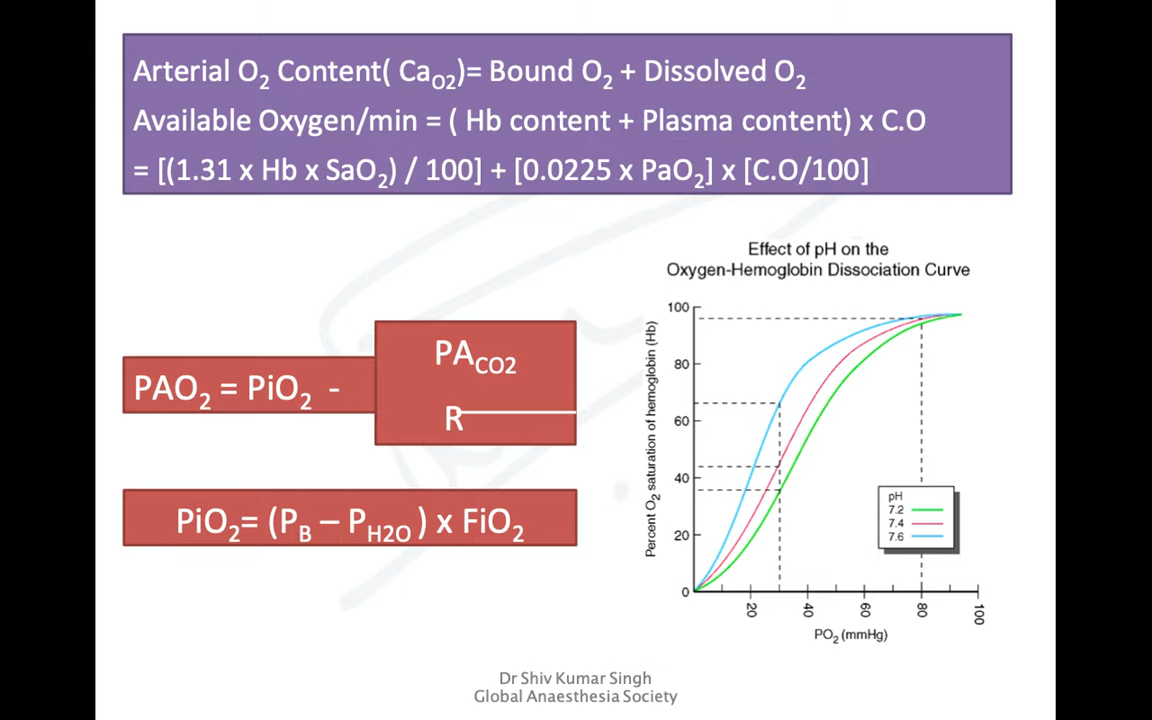 Arterial O₂ Content( Caₒ₂)= Bound O₂ + Dissolved O₂
Available Oxygen/min = ( Hb content + Plasma content) x C.O
= [(1.31 x Hb x SaO₂) / 100] + [0.0225 x PaO₂] x [C.O/100]
PAO₂ = PiO₂ -
PA CO2
R
PiO₂= (P B – P H2O ) x FiO₂
Effect of pH on the
Oxygen-Hemoglobin Dissociation Curve
Percent O₂ saturation of hemoglobin (Hb)
100
80
60
40
20
0
pH
7.2
7.4
7.6
20
40
60
80
100
PO₂ (mmHg)
Dr Shiv Kumar Singh
Global Anaesthesia Society